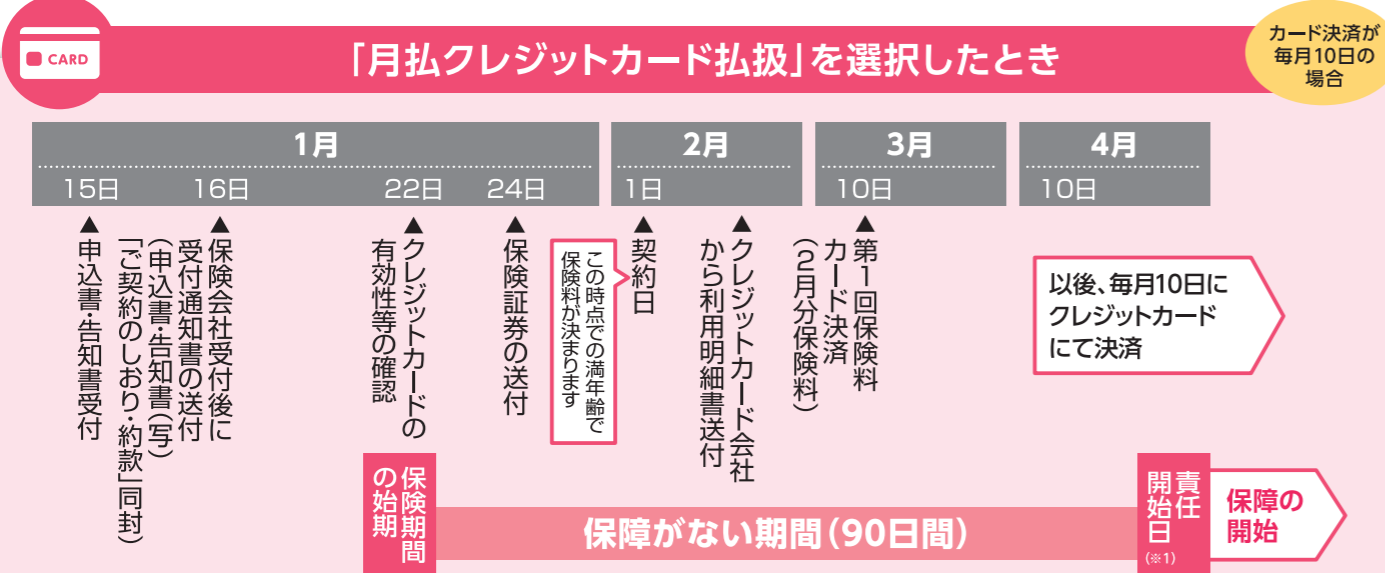 CARD
「月払クレジットカード払扱」を選択したとき
カード決済が
毎月10日の
場合
1月
2月
3月
4月
15日
16日
22日
24日
1日
10日
10日
▲申込書・告知書受付
▲保険会社受付後に
受付通知書の送付
(申込書・告知書(写)
「ご契約のしおり・約款」同封)
▲クレジットカードの
有効性等の確認
▲保険証券の送付
この時点での満年齢で
保険料が決まります
▲契約日
▲クレジットカード会社
から利用明細書送付
▲第1回保険料
カード決済
(2月分保険料)
以後、毎月10日に
クレジットカード
にて決済
保険期間
の始期
保障がない期間(90日間)
責任
開始日
(※1)
保障の
開始